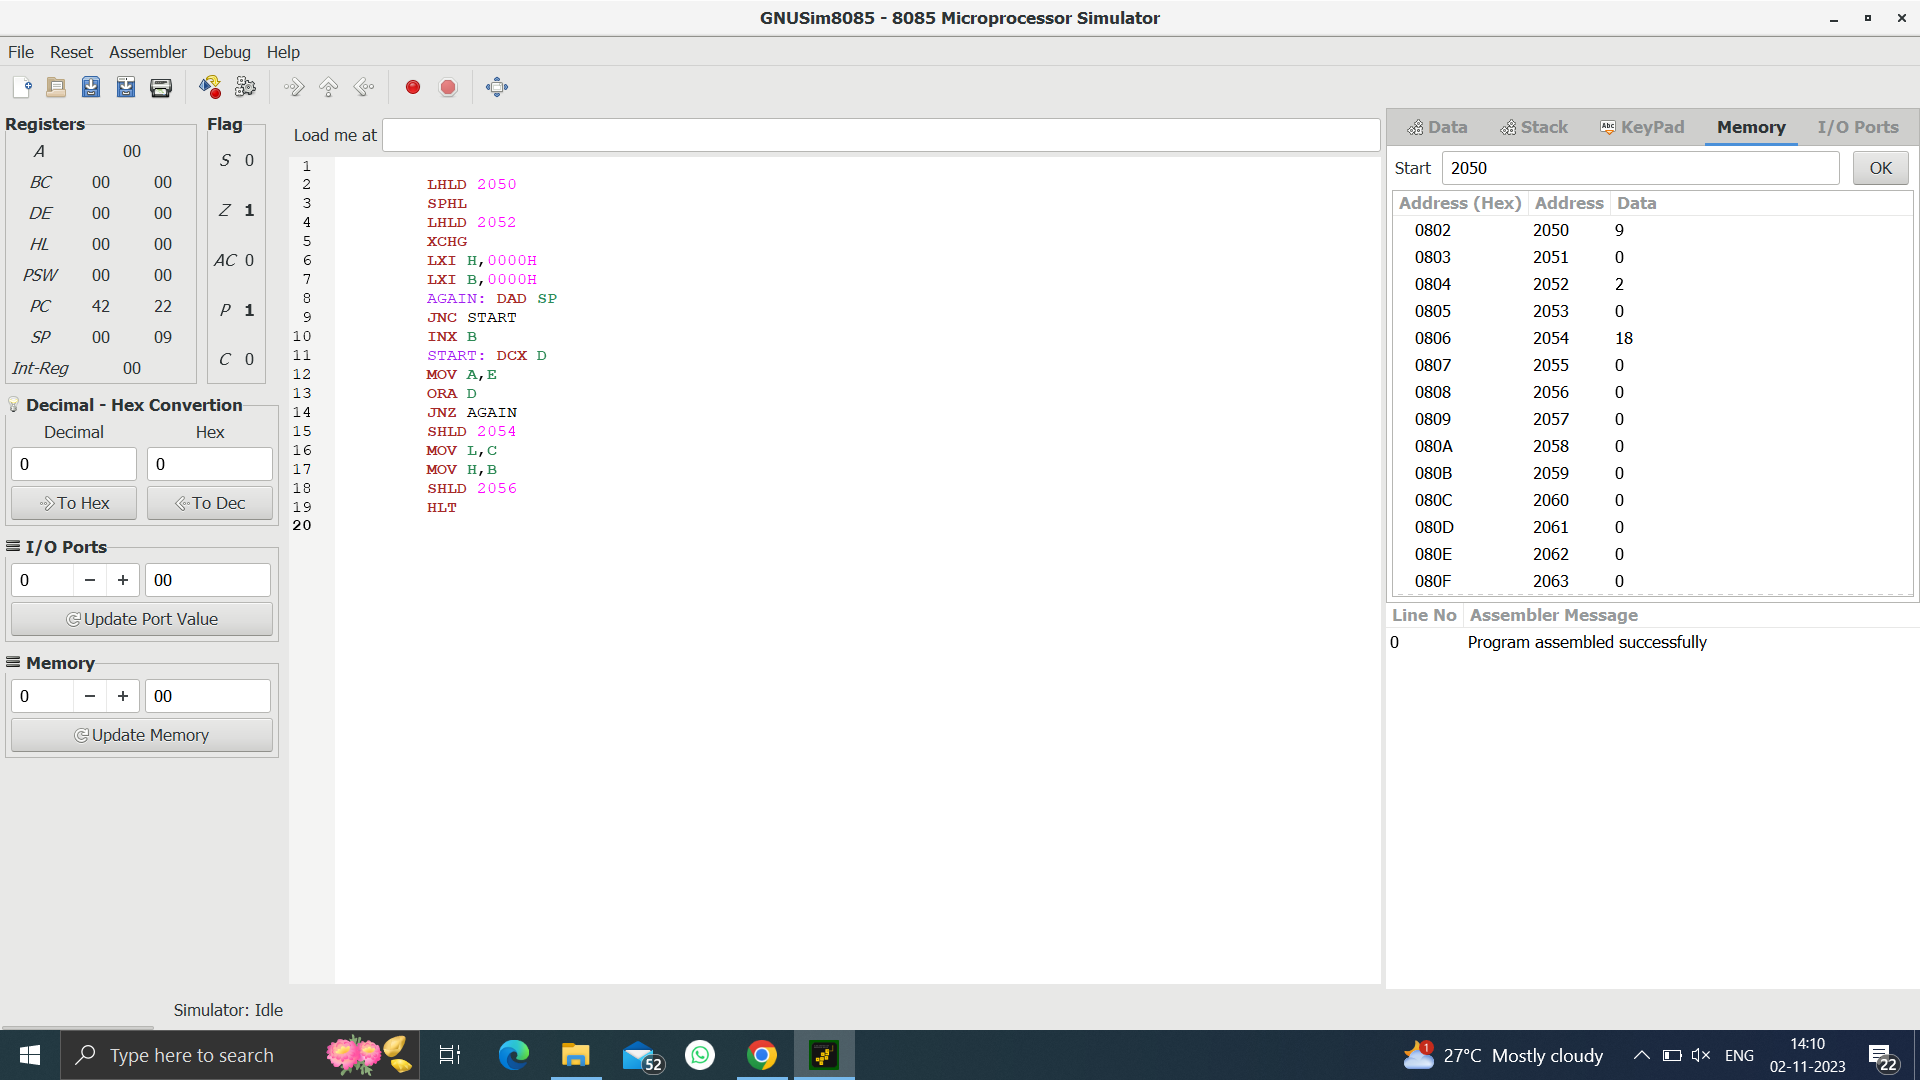 GNUSim8085 - 8085 Microprocessor Simulator
File Reset Assembler Debug Help
Registers
A 00
BC 00 00
DE 00 00
HL 00 00
PSW 00 00
PC 42 22
SP 00 09
Int-Reg 00
Flag
S 0
Z 1
AC 0
P 1
C 0
Decimal - Hex Convertion
Decimal Hex
0 0
To Hex To Dec
I/O Ports
0 − + 00
Update Port Value
Memory
0 − + 00
Update Memory
Load me at
1
2 LHLD 2050
3 SPHL
4 LHLD 2052
5 XCHG
6 LXI H,0000H
7 LXI B,0000H
8 AGAIN: DAD SP
9 JNC START
10 INX B
11 START: DCX D
12 MOV A,E
13 ORA D
14 JNZ AGAIN
15 SHLD 2054
16 MOV L,C
17 MOV H,B
18 SHLD 2056
19 HLT
20
Data Stack Abc KeyPad Memory I/O Ports
Start 2050 OK
Address (Hex) Address Data
0802 2050 9
0803 2051 0
0804 2052 2
0805 2053 0
0806 2054 18
0807 2055 0
0808 2056 0
0809 2057 0
080A 2058 0
080B 2059 0
080C 2060 0
080D 2061 0
080E 2062 0
080F 2063 0
Line No Assembler Message
0 Program assembled successfully
Simulator: Idle
Type here to search
52
1 27°C Mostly cloudy
ENG
14:10
02-11-2023
22